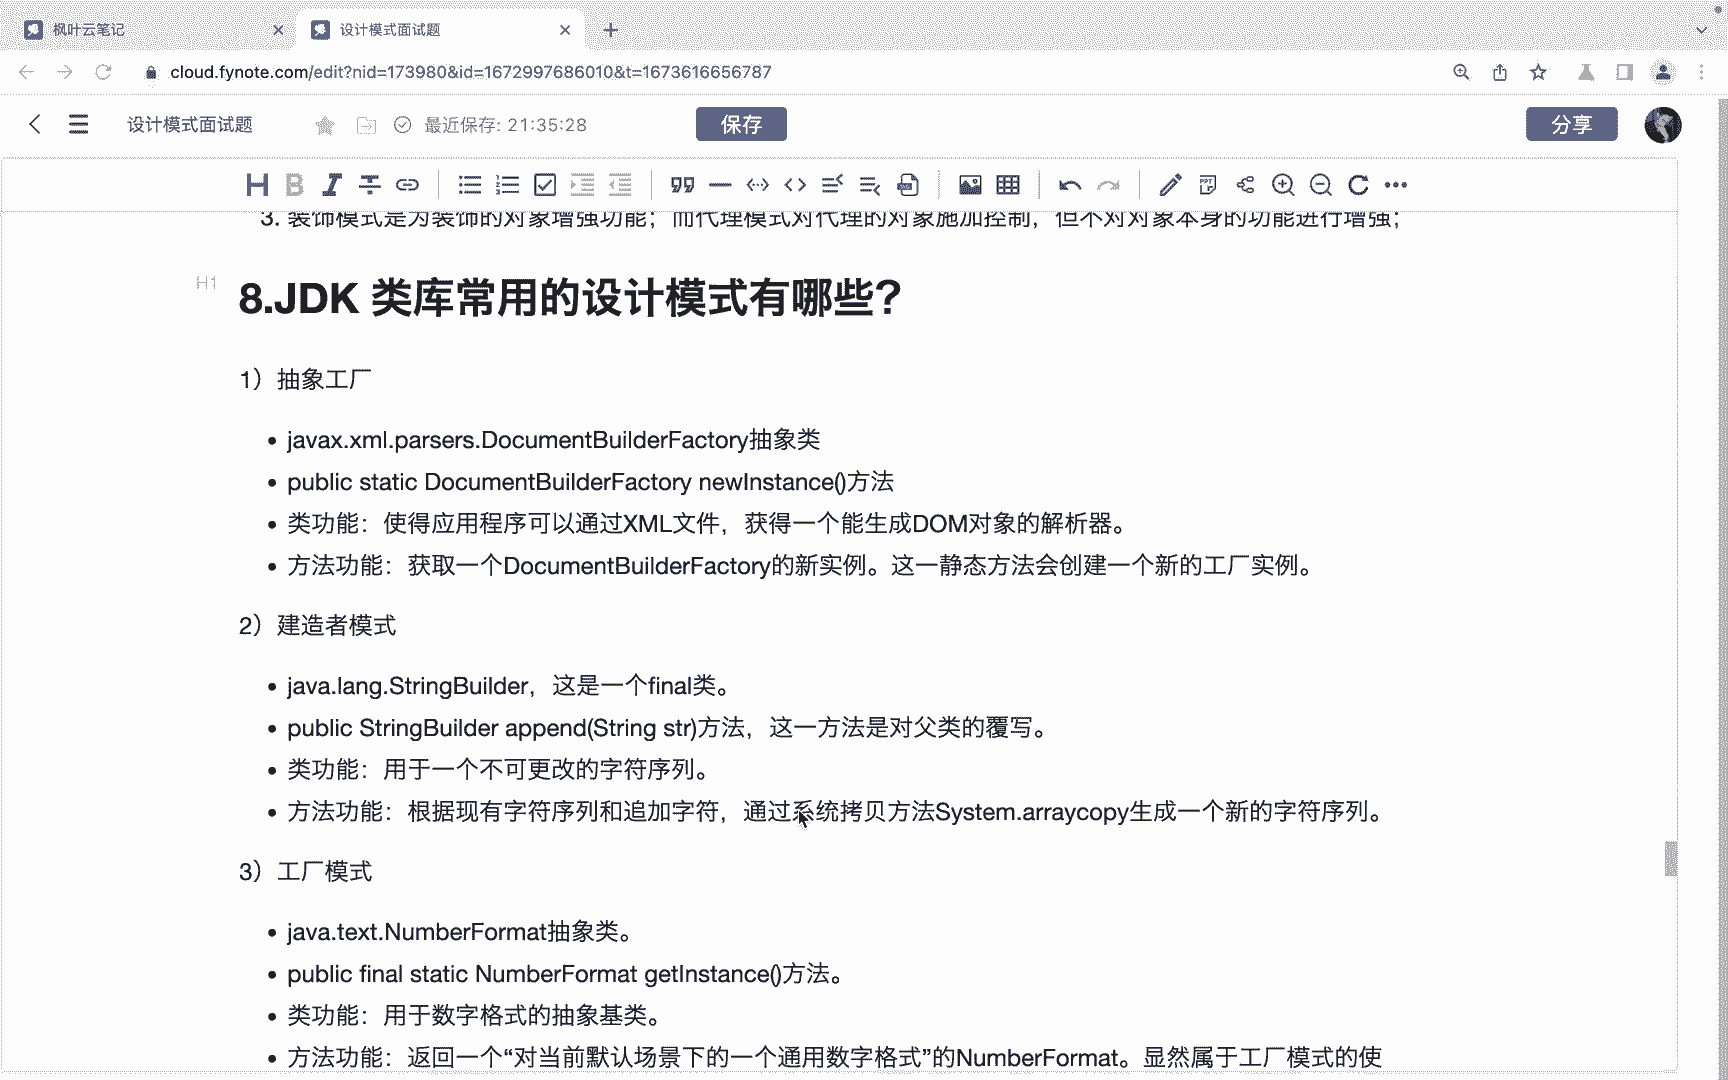 枫叶云笔记
设计模式面试题
cloud.fynote.com/edit?nid=173980&id=1672997686010&t=1673616656787
设计模式面试题
最近保存: 21:35:28
保存
分享
3. 装饰模式是为装饰的对象增强功能；而代理模式对代理的对象施加控制，但不对对象本身的功能进行增强；
H1
8.JDK 类库常用的设计模式有哪些？
1）抽象工厂
• javax.xml.parsers.DocumentBuilderFactory抽象类
• public static DocumentBuilderFactory newInstance()方法
• 类功能：使得应用程序可以通过XML文件，获得一个能生成DOM对象的解析器。
• 方法功能：获取一个DocumentBuilderFactory的新实例。这一静态方法会创建一个新的工厂实例。
2）建造者模式
• java.lang.StringBuilder，这是一个final类。
• public StringBuilder append(String str)方法，这一方法是对父类的覆写。
• 类功能：用于一个不可更改的字符序列。
• 方法功能：根据现有字符序列和追加字符，通过系统拷贝方法System.arraycopy生成一个新的字符序列。
3）工厂模式
• java.text.NumberFormat抽象类。
• public final static NumberFormat getInstance()方法。
• 类功能：用于数字格式的抽象基类。
• 方法功能：返回一个“对当前默认场景下的一个通用数字格式”的NumberFormat。显然属于工厂模式的使